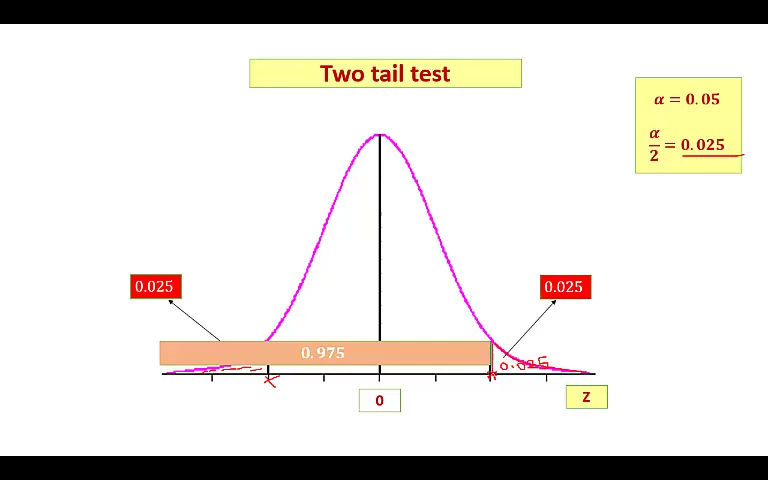 Two tail test
α = 0.05
α/2 = 0.025
0.025
0.025
0.975
0.025
0
Z